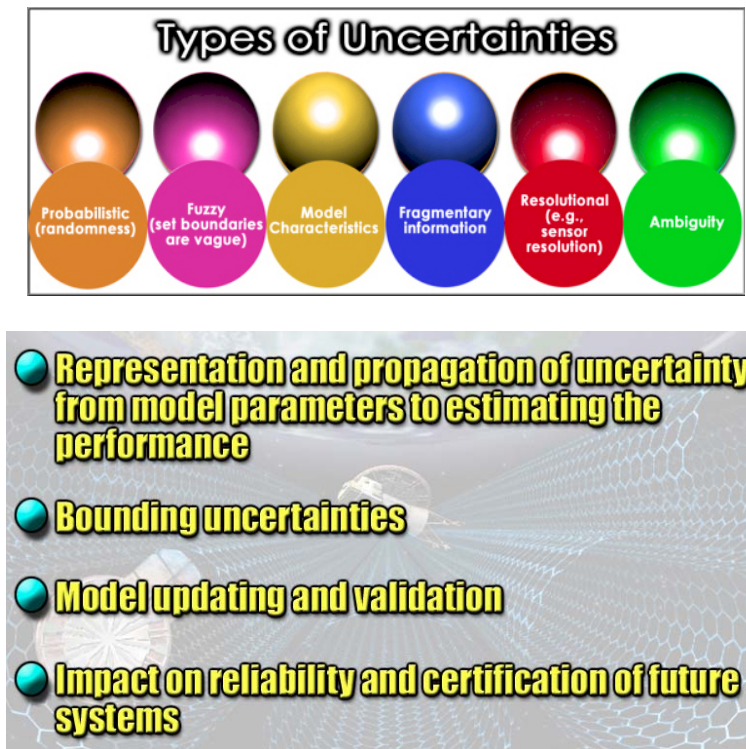 Types of Uncertainties
Probabilistic
(randomness)
Fuzzy
(set boundaries
are vague)
Model
Characteristics
Fragmentary
information
Resolutional
(e.g.,
sensor
resolution)
Ambiguity
Representation and propagation of uncertainty
from model parameters to estimating the
performance
Bounding uncertainties
Model updating and validation
Impact on reliability and certification of future
systems